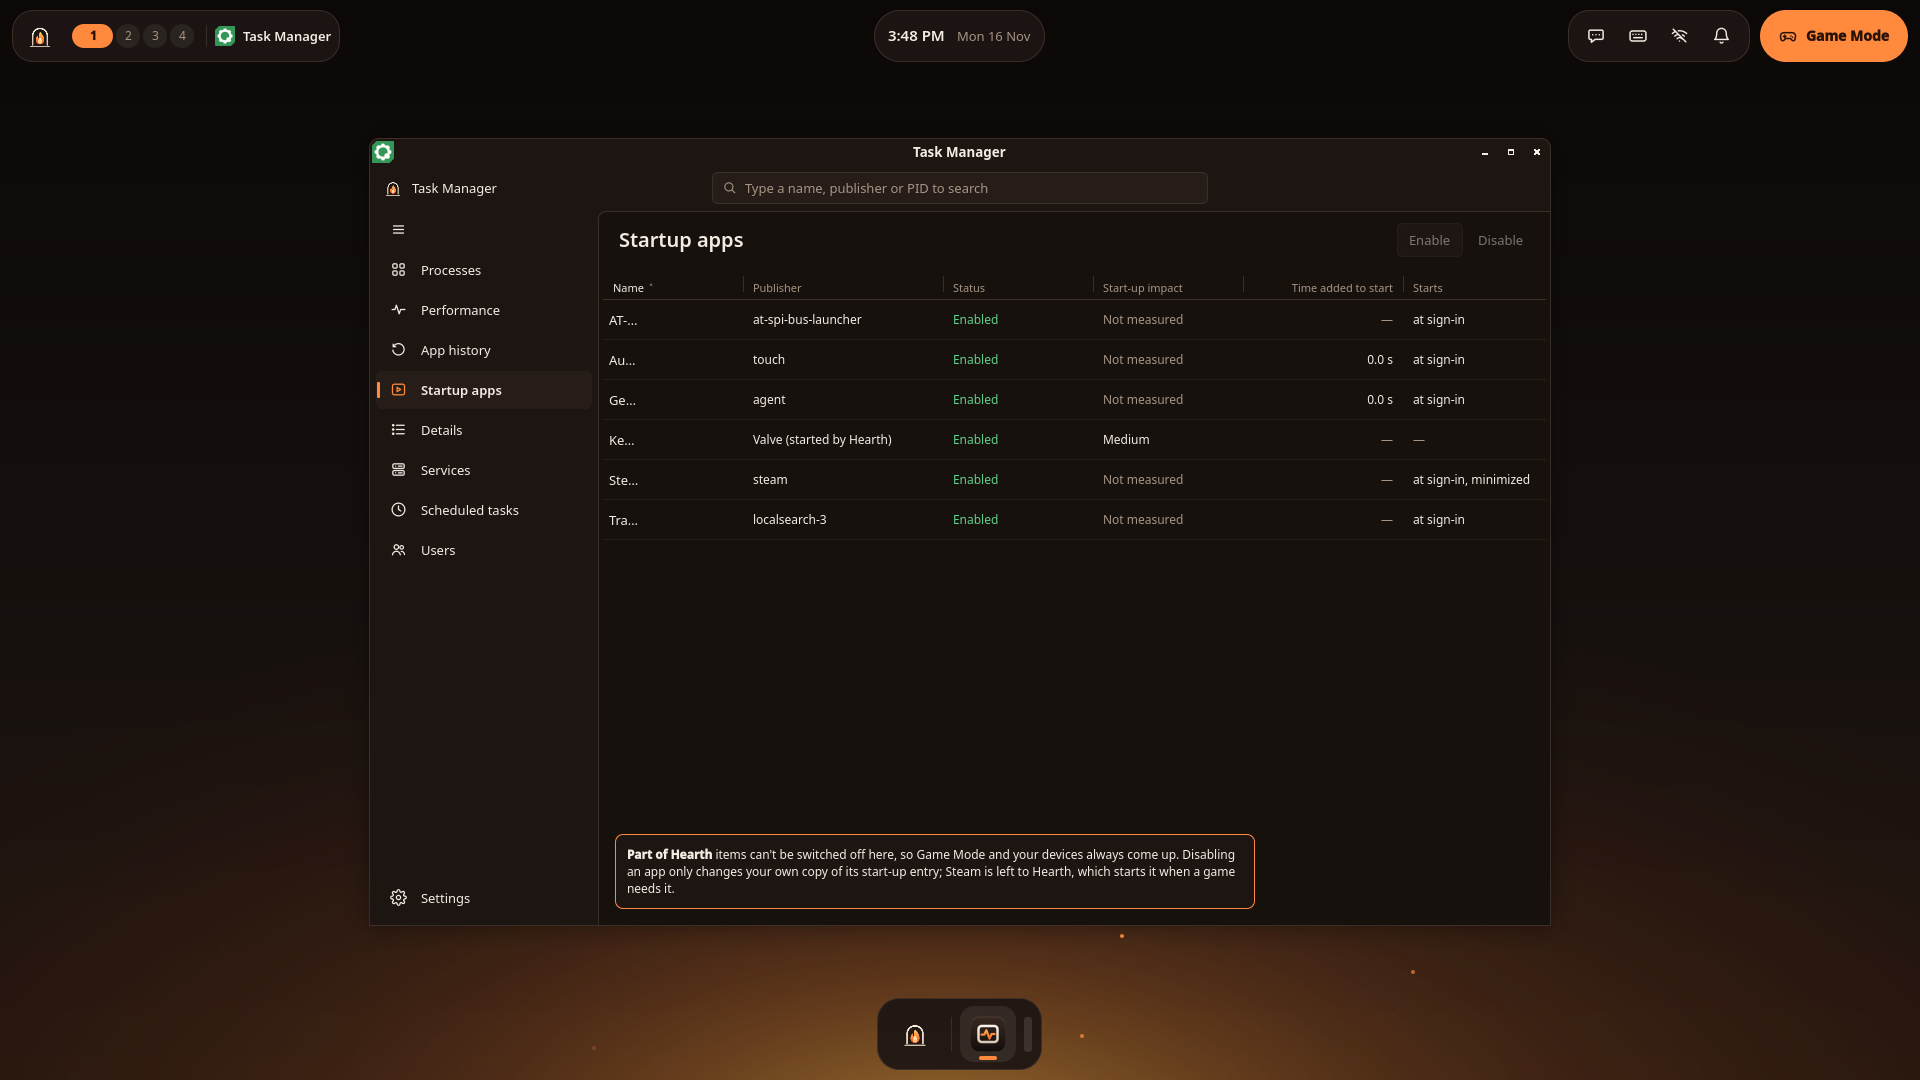 1 2 3 4 Task Manager
3:48 PM Mon 16 Nov
Game Mode
Task Manager
Task Manager
Type a name, publisher or PID to search
Processes
Performance
App history
Startup apps
Details
Services
Scheduled tasks
Users
Settings
Startup apps
Enable Disable
Name Publisher Status Start-up impact Time added to start Starts
AT-... at-spi-bus-launcher Enabled Not measured — at sign-in
Au... touch Enabled Not measured 0.0 s at sign-in
Ge... agent Enabled Not measured 0.0 s at sign-in
Ke... Valve (started by Hearth) Enabled Medium — —
Ste... steam Enabled Not measured — at sign-in, minimized
Tra... localsearch-3 Enabled Not measured — at sign-in
Part of Hearth items can't be switched off here, so Game Mode and your devices always come up. Disabling
an app only changes your own copy of its start-up entry; Steam is left to Hearth, which starts it when a game
needs it.